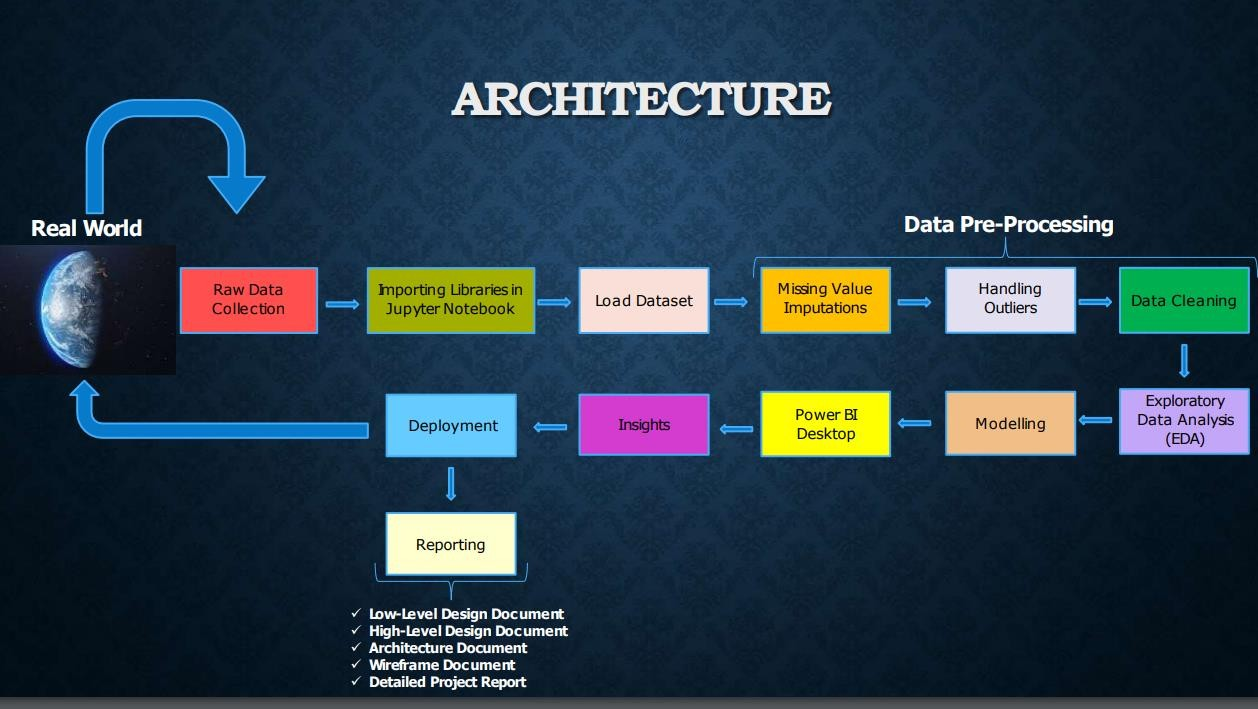 ARCHITECTURE
Real World
Data Pre-Processing
Raw Data
Collection
Importing Libraries in
Jupyter Notebook
Load Dataset
Missing Value
Imputations
Handling
Outliers
Data Cleaning
Exploratory
Data Analysis
(EDA)
Modelling
Power BI
Desktop
Insights
Deployment
Reporting
✓ Low-Level Design Document
✓ High-Level Design Document
✓ Architecture Document
✓ Wireframe Document
✓ Detailed Project Report